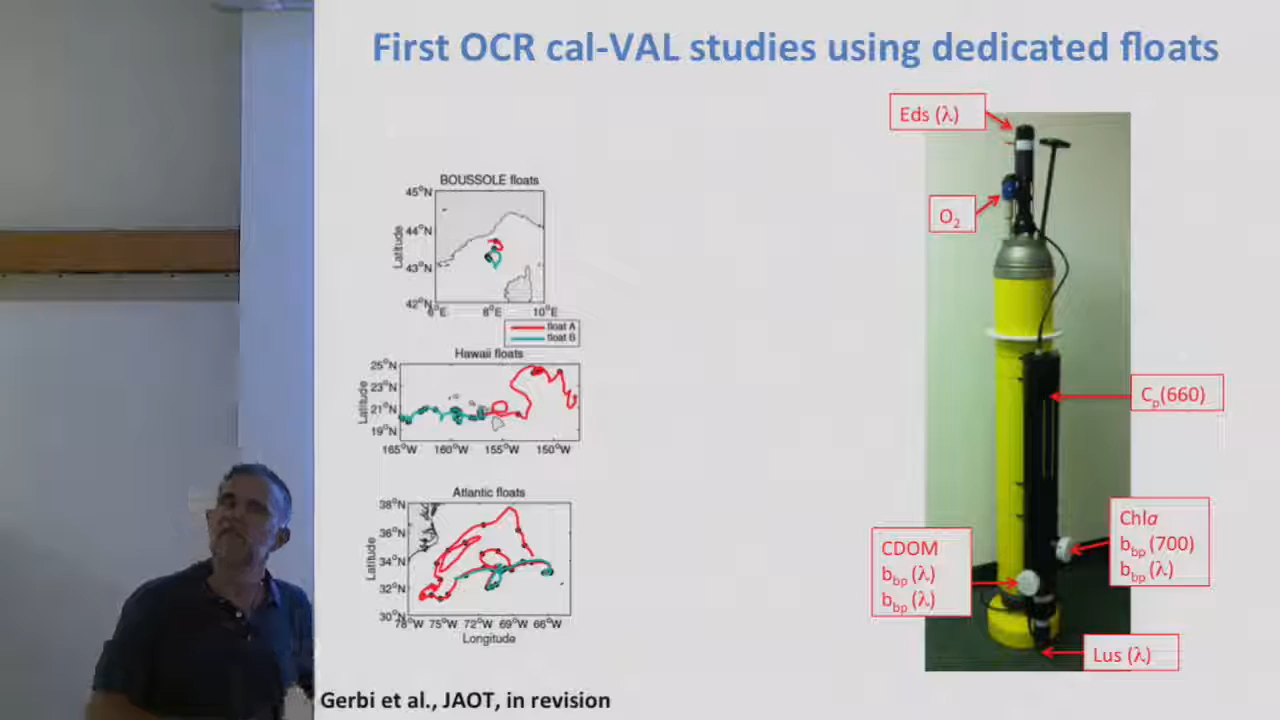 First OCR cal-VAL studies using dedicated floats
BOUSSOLE floats
45°N
44°N
43°N
42°N
Latitude
6°E 8°E 10°E
float A
float B
Hawaii floats
25°N
23°N
21°N
19°N
Latitude
165°W 160°W 155°W 150°W
Atlantic floats
38°N
36°N
34°N
32°N
30°N
Latitude
78°W 75°W 72°W 69°W 66°W
Longitude
Gerbi et al., JAOT, in revision
Eds (λ)
O₂
Cp(660)
Chla
bbp (700)
bbp (λ)
CDOM
bbp (λ)
bbp (λ)
Lus (λ)